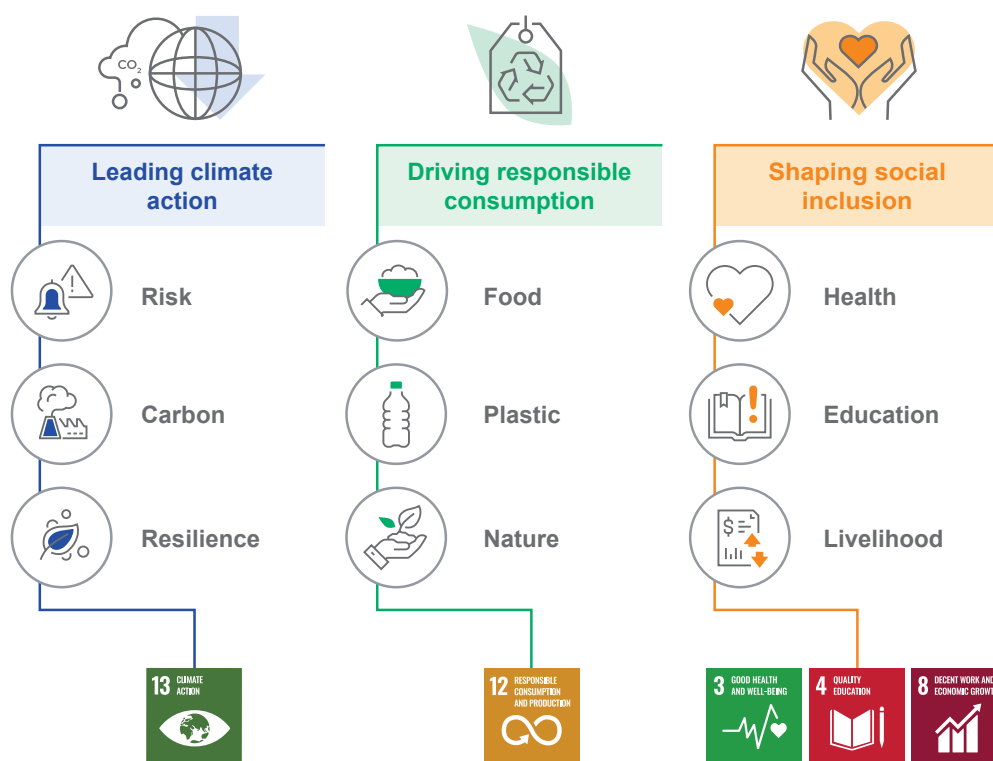 CO₂
Leading climate
action
Risk
Carbon
Resilience
13 CLIMATE
ACTION
Driving responsible
consumption
Food
Plastic
Nature
12 RESPONSIBLE
CONSUMPTION
AND PRODUCTION
Shaping social
inclusion
Health
Education
$
Livelihood
3 GOOD HEALTH
AND WELL-BEING
4 QUALITY
EDUCATION
8 DECENT WORK AND
ECONOMIC GROWT